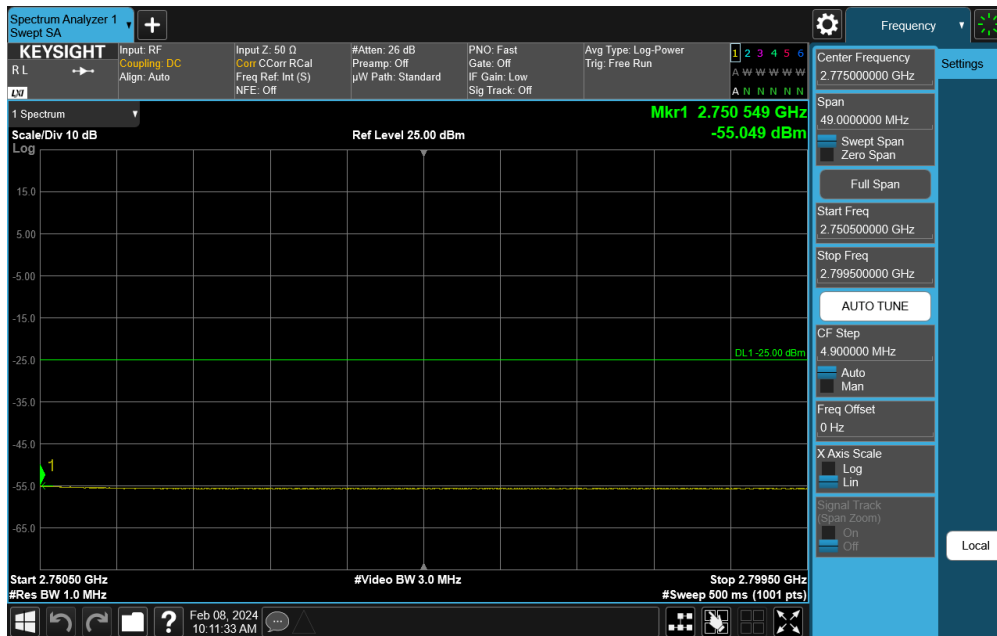 Spectrum Analyzer 1
Swept SA
KEYSIGHT
R L
LXI
Input: RF
Coupling: DC
Align: Auto
Input Z: 50 Ω
Corr CCorr RCal
Freq Ref: Int (S)
NFE: Off
#Atten: 26 dB
Preamp: Off
µW Path: Standard
PNO: Fast
Gate: Off
IF Gain: Low
Sig Track: Off
Avg Type: Log-Power
Trig: Free Run
1 2 3 4 5 6
A W W W W W
A N N N N N
1 Spectrum
Scale/Div 10 dB
Log
Ref Level 25.00 dBm
Mkr1 2.750 549 GHz
-55.049 dBm
15.0
5.00
-5.00
-15.0
-25.0
-35.0
-45.0
-55.0
-65.0
DL1 -25.00 dBm
1
Start 2.75050 GHz
#Res BW 1.0 MHz
#Video BW 3.0 MHz
Stop 2.79950 GHz
#Sweep 500 ms (1001 pts)
Feb 08, 2024
10:11:33 AM
?
Frequency
Settings
Center Frequency
2.775000000 GHz
Span
49.0000000 MHz
Swept Span
Zero Span
Full Span
Start Freq
2.750500000 GHz
Stop Freq
2.799500000 GHz
AUTO TUNE
CF Step
4.900000 MHz
Auto
Man
Freq Offset
0 Hz
X Axis Scale
Log
Lin
Signal Track
(Span Zoom)
On
Off
Local